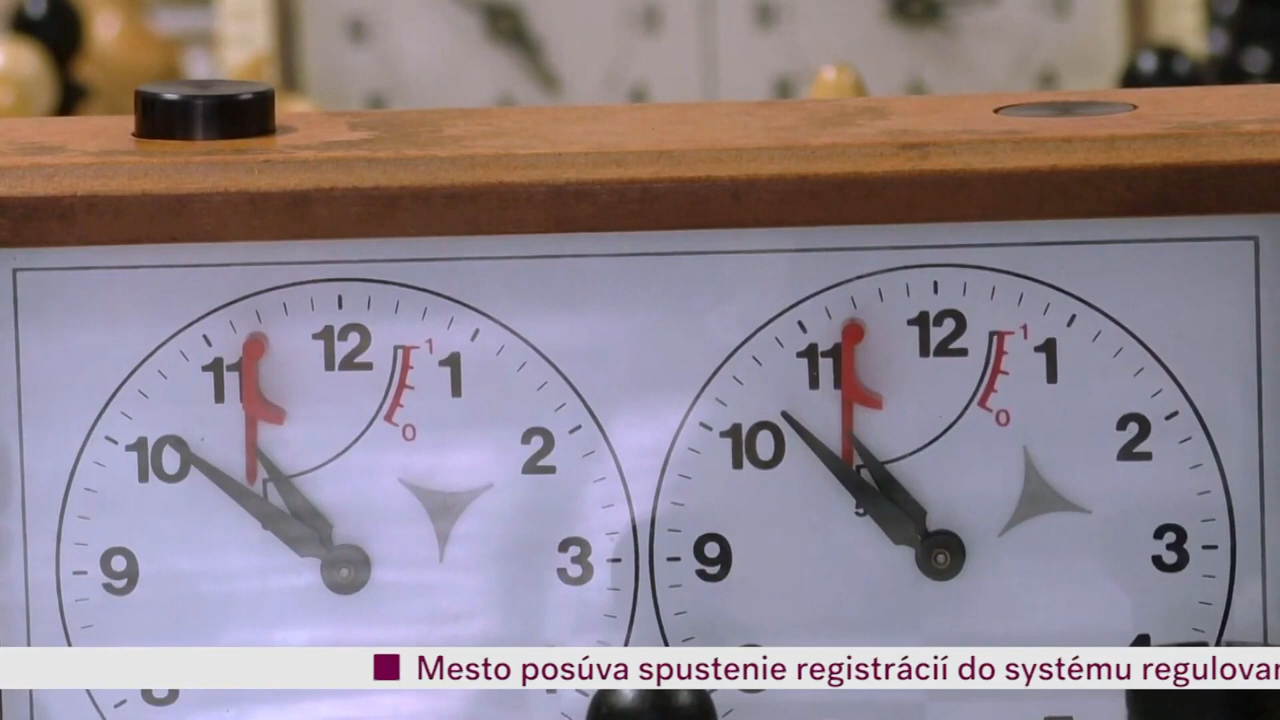 12 1 2 3 9 10 11 1 0
12 1 2 3 9 10 11 1 0
Mesto posúva spustenie registrácií do systému regulovan